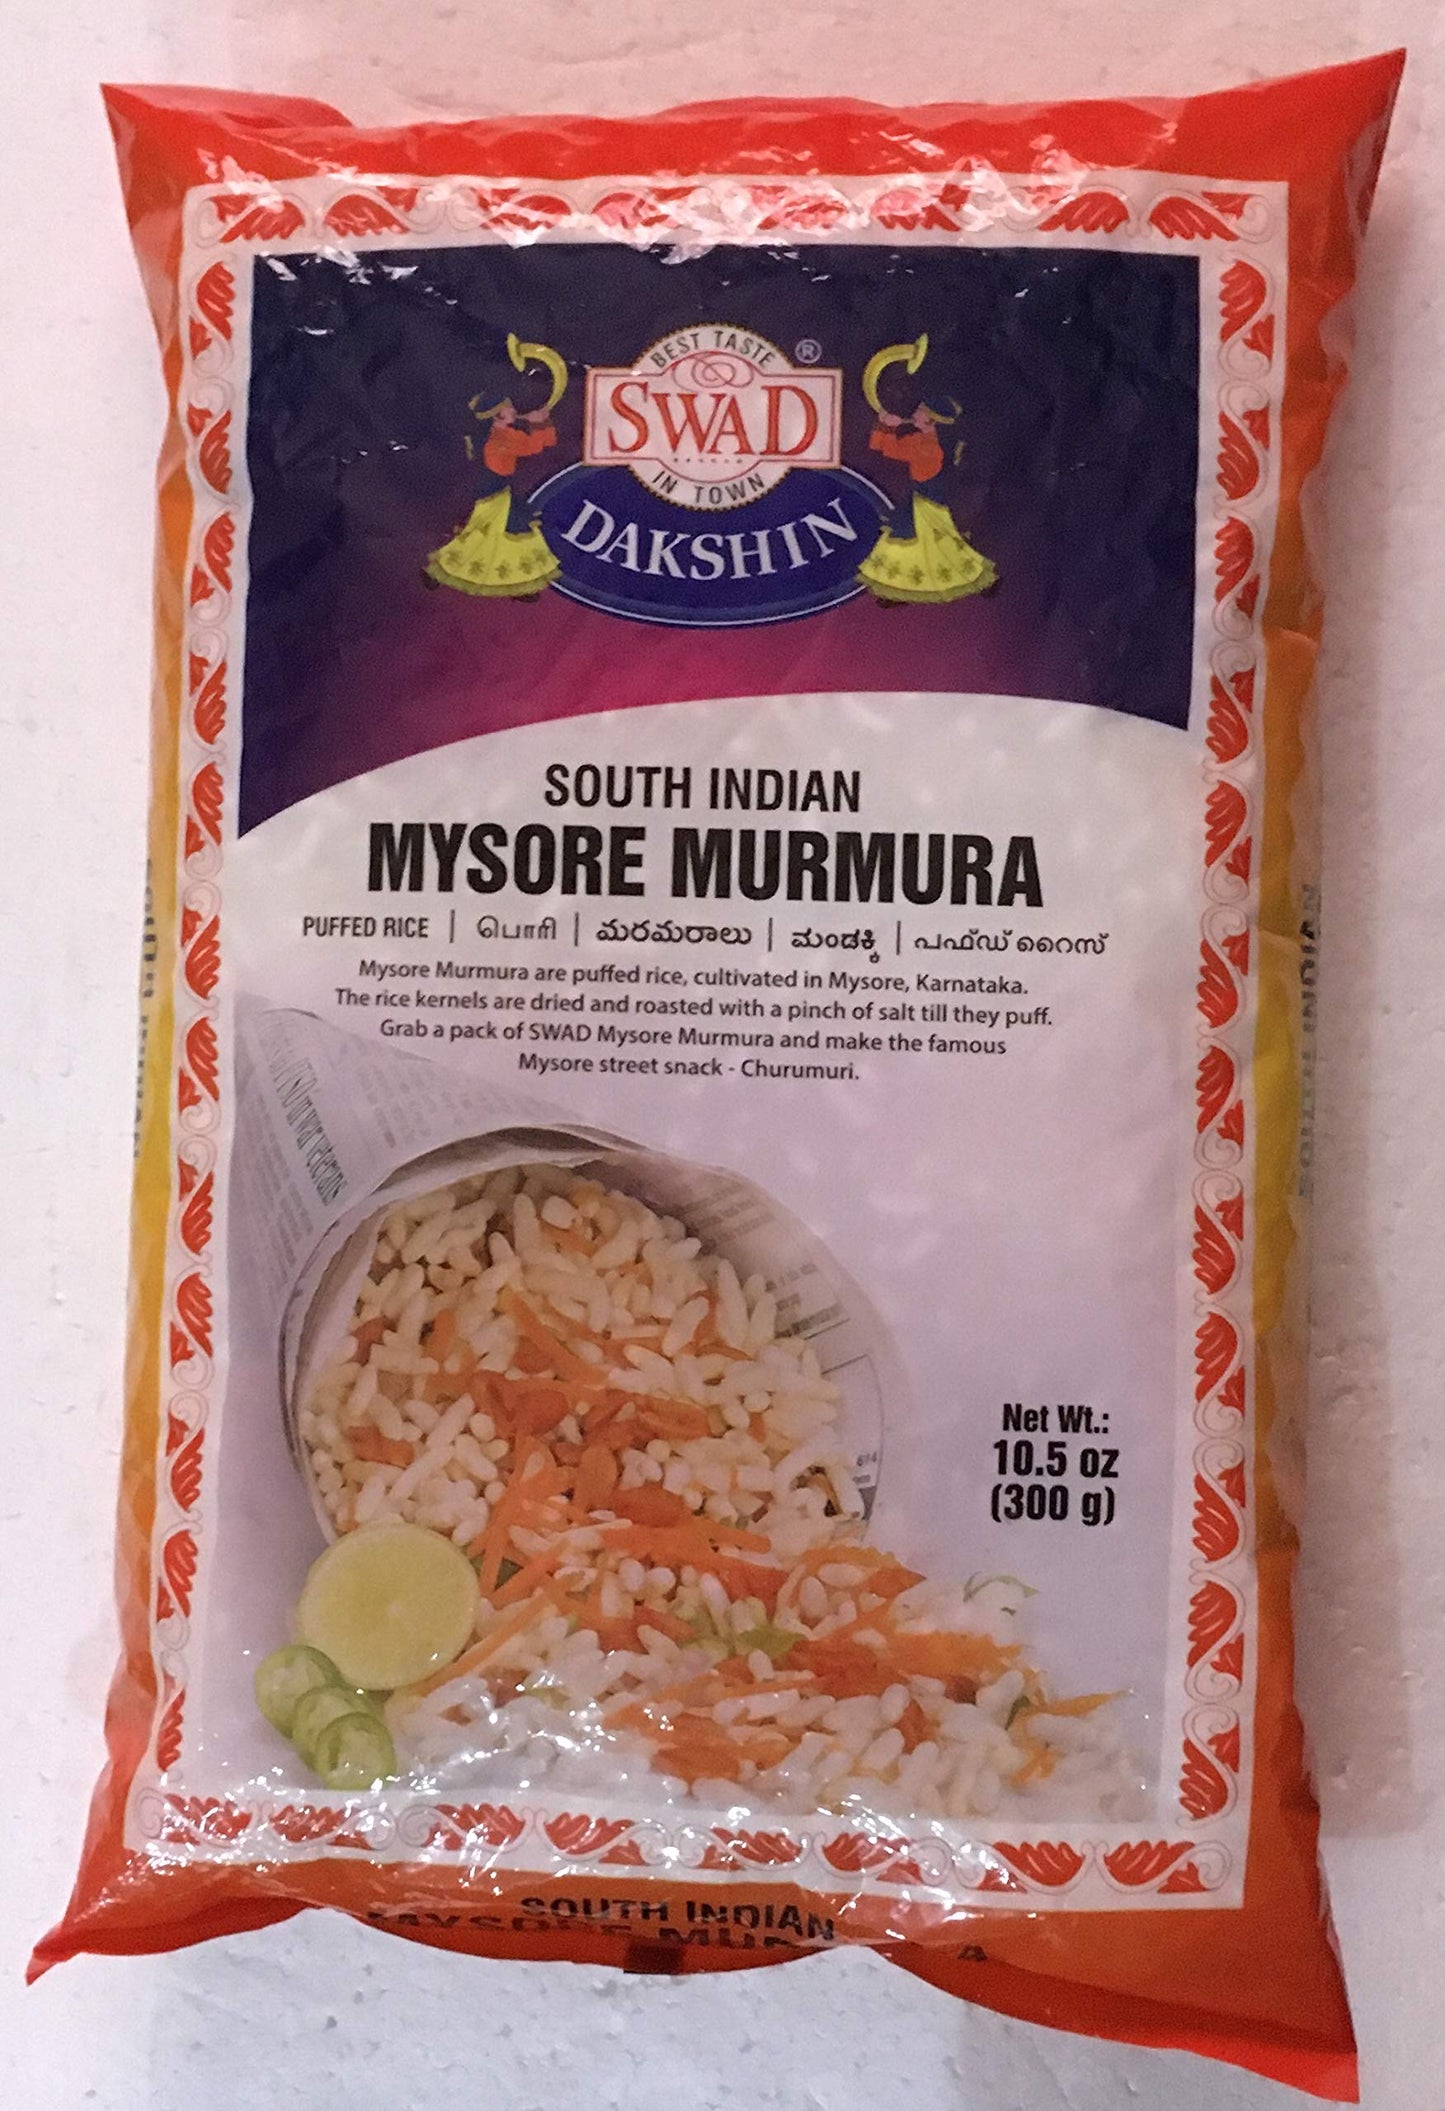 BEST TASTE
®
SWAD
IN TOWN
DAKSHIN
SOUTH INDIAN
MYSORE MURMURA
PUFFED RICE | பொரி | మరమరాలు | ಮಂಡಕ್ಕಿ | പഫ്ഡ് റൈസ്
Mysore Murmura are puffed rice, cultivated in Mysore, Karnataka.
The rice kernels are dried and roasted with a pinch of salt till they puff.
Grab a pack of SWAD Mysore Murmura and make the famous
Mysore street snack - Churumuri.
war veterans
614
Net Wt.:
10.5 oz
(300 g)
SOUTH INDIAN